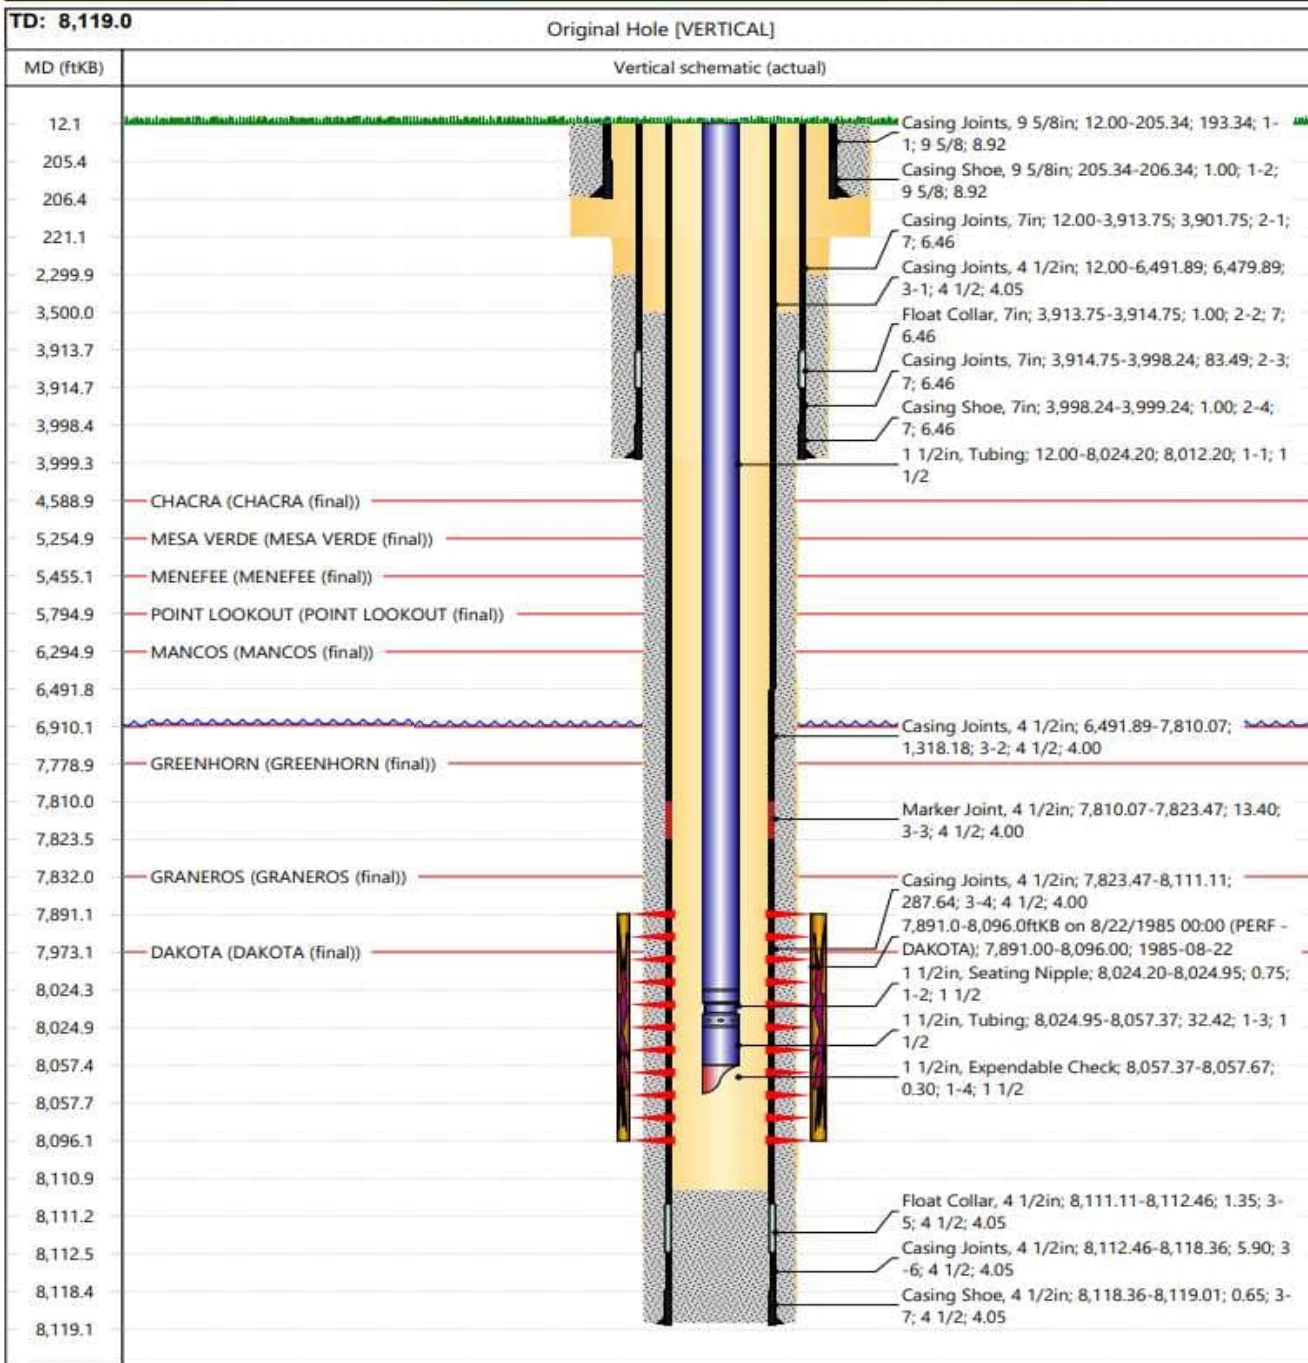 TD: 8,119.0
Original Hole [VERTICAL]
MD (ftKB)
Vertical schematic (actual)
12.1
205.4
206.4
221.1
2,299.9
3,500.0
3,913.7
3,914.7
3,998.4
3,999.3
4,588.9
5,254.9
5,455.1
5,794.9
6,294.9
6,491.8
6,910.1
7,778.9
7,810.0
7,823.5
7,832.0
7,891.1
7,973.1
8,024.3
8,024.9
8,057.4
8,057.7
8,096.1
8,110.9
8,111.2
8,112.5
8,118.4
8,119.1
CHACRA (CHACRA (final))
MESA VERDE (MESA VERDE (final))
MENEFEE (MENEFEE (final))
POINT LOOKOUT (POINT LOOKOUT (final))
MANCOS (MANCOS (final))
GREENHORN (GREENHORN (final))
GRANEROS (GRANEROS (final))
DAKOTA (DAKOTA (final))
Casing Joints, 9 5/8in; 12.00-205.34; 193.34; 1-
1; 9 5/8; 8.92
Casing Shoe, 9 5/8in; 205.34-206.34; 1.00; 1-2;
9 5/8; 8.92
Casing Joints, 7in; 12.00-3,913.75; 3,901.75; 2-1;
7; 6.46
Casing Joints, 4 1/2in; 12.00-6,491.89; 6,479.89;
3-1; 4 1/2; 4.05
Float Collar, 7in; 3,913.75-3,914.75; 1.00; 2-2; 7;
6.46
Casing Joints, 7in; 3,914.75-3,998.24; 83.49; 2-3;
7; 6.46
Casing Shoe, 7in; 3,998.24-3,999.24; 1.00; 2-4;
7; 6.46
1 1/2in, Tubing; 12.00-8,024.20; 8,012.20; 1-1; 1
1/2
Casing Joints, 4 1/2in; 6,491.89-7,810.07;
1,318.18; 3-2; 4 1/2; 4.00
Marker Joint, 4 1/2in; 7,810.07-7,823.47; 13.40;
3-3; 4 1/2; 4.00
Casing Joints, 4 1/2in; 7,823.47-8,111.11;
287.64; 3-4; 4 1/2; 4.00
7,891.0-8,096.0ftKB on 8/22/1985 00:00 (PERF -
DAKOTA); 7,891.00-8,096.00; 1985-08-22
1 1/2in, Seating Nipple; 8,024.20-8,024.95; 0.75;
1-2; 1 1/2
1 1/2in, Tubing; 8,024.95-8,057.37; 32.42; 1-3; 1
1/2
1 1/2in, Expendable Check; 8,057.37-8,057.67;
0.30; 1-4; 1 1/2
Float Collar, 4 1/2in; 8,111.11-8,112.46; 1.35; 3-
5; 4 1/2; 4.05
Casing Joints, 4 1/2in; 8,112.46-8,118.36; 5.90; 3
-6; 4 1/2; 4.05
Casing Shoe, 4 1/2in; 8,118.36-8,119.01; 0.65; 3-
7; 4 1/2; 4.05